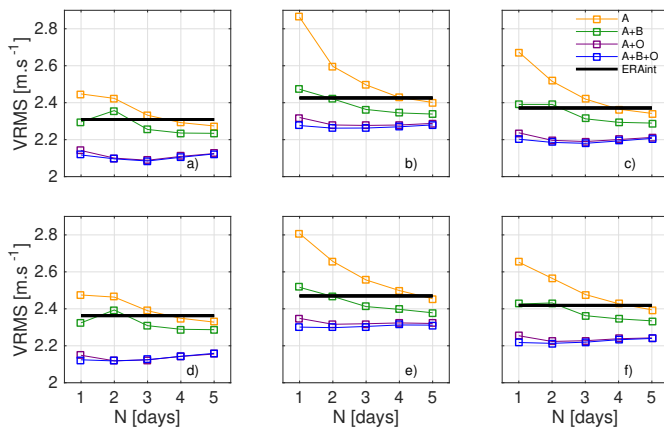 2.8
2.6
2.4
2.2
2
VRMS [m.s-1]
a)
b)
c)
A
A+B
A+O
A+B+O
ERAint
2.8
2.6
2.4
2.2
2
VRMS [m.s-1]
d)
e)
f)
1 2 3 4 5
1 2 3 4 5
1 2 3 4 5
N [days]
N [days]
N [days]